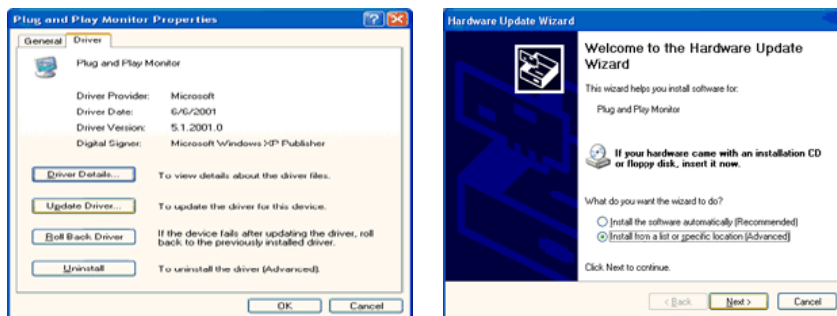 Plug and Play Monitor Properties
General Driver
Plug and Play Monitor
Driver Provider: Microsoft
Driver Date: 6/6/2001
Driver Version: 5.1.2001.0
Digital Signer: Microsoft Windows XP Publisher
Driver Details... To view details about the driver files.
Update Driver... To update the driver for this device.
Roll Back Driver If the device fails after updating the driver, roll
back to the previously installed driver.
Uninstall To uninstall the driver (Advanced).
OK Cancel
Hardware Update Wizard
Welcome to the Hardware Update
Wizard
This wizard helps you install software for:
Plug and Play Monitor
If your hardware came with an installation CD
or floppy disk, insert it now.
What do you want the wizard to do?
Install the software automatically (Recommended)
Install from a list or specific location (Advanced)
Click Next to continue.
< Back Next > Cancel